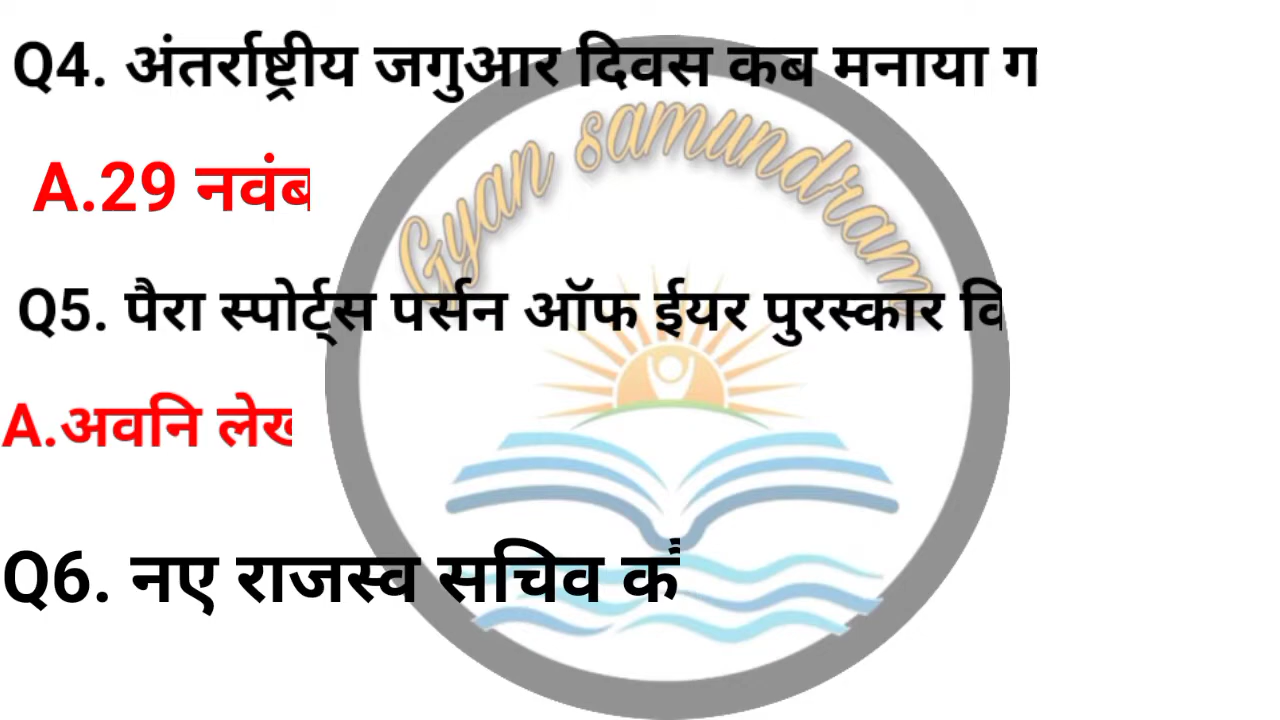 Q4. अंतर्राष्ट्रीय जगुआर दिवस कब मनाया ग
Gyan samundram
A.29 नवंब
Q5. पैरा स्पोर्ट्स पर्सन ऑफ ईयर पुरस्कार वि
A.अवनि लेख
Q6. नए राजस्व सचिव क